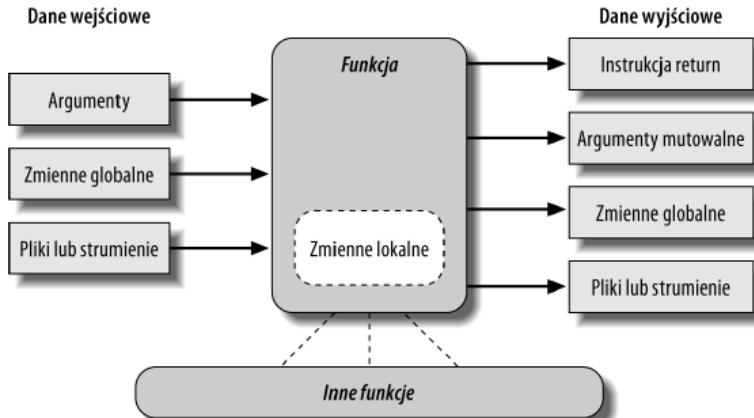 Dane wejściowe
Dane wyjściowe
Funkcja
Instrukcja return
Argumenty
Argumenty mutowalne
Zmienne globalne
Zmienne globalne
Pliki lub strumienie
Zmienne lokalne
Pliki lub strumienie
Inne funkcje